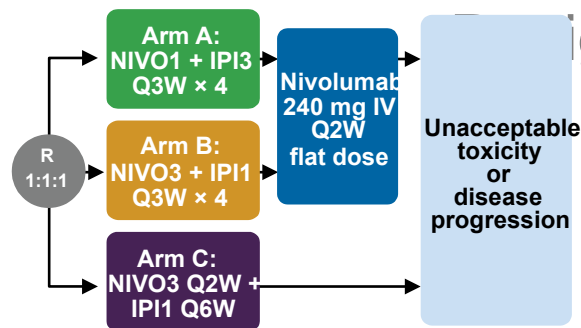 R
1:1:1
Arm A:
NIVO1 + IPI3
Q3W × 4
Arm B:
NIVO3 + IPI1
Q3W × 4
Arm C:
NIVO3 Q2W +
IPI1 Q6W
Nivolumab
240 mg IV
Q2W
flat dose
Unacceptable
toxicity
or
disease
progression